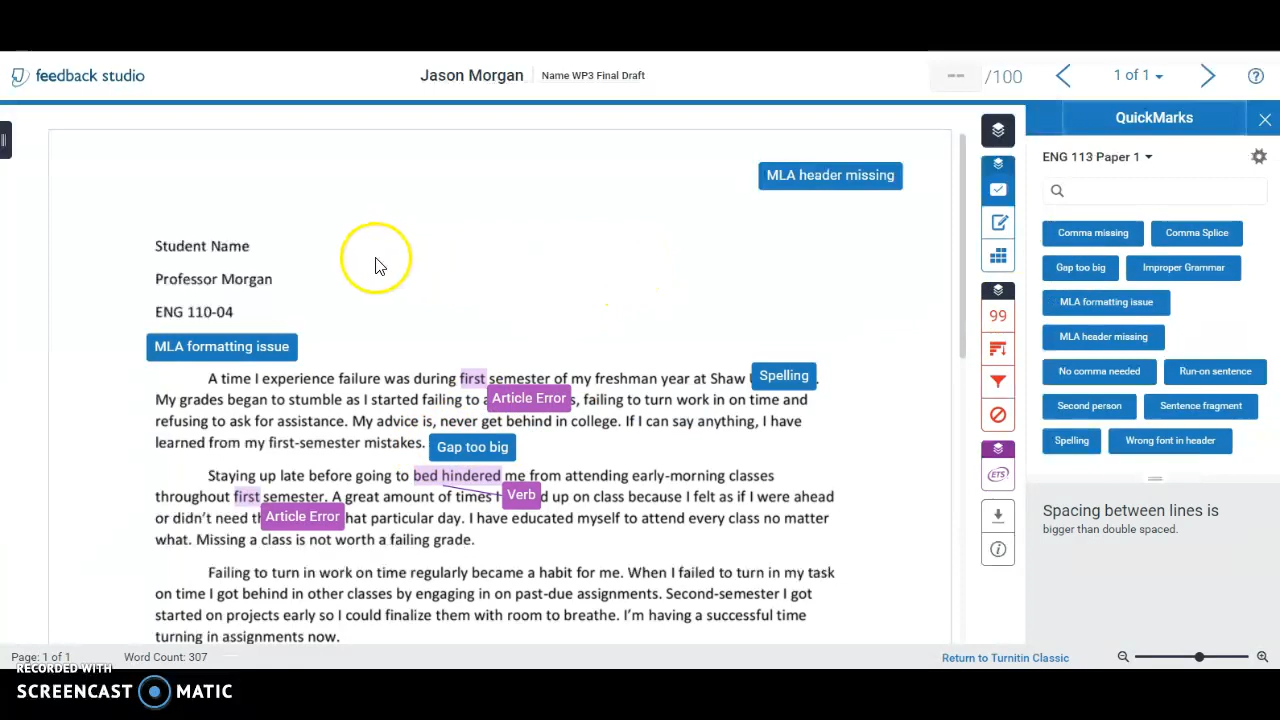 feedback studio
Jason Morgan
Name WP3 Final Draft
-- /100
1 of 1
QuickMarks
ENG 113 Paper 1
MLA header missing
Comma missing
Comma Splice
Gap too big
Improper Grammar
MLA formatting issue
MLA header missing
No comma needed
Run-on sentence
Second person
Sentence fragment
Spelling
Wrong font in header
Spacing between lines is
bigger than double spaced.
99
ETS
Student Name
Professor Morgan
ENG 110-04
MLA formatting issue
A time I experience failure was during first semester of my freshman year at Shaw
Spelling
My grades began to stumble as I started failing to
Article Error
, failing to turn work in on time and
refusing to ask for assistance. My advice is, never get behind in college. If I can say anything, I have
learned from my first-semester mistakes.
Gap too big
Staying up late before going to bed hindered me from attending early-morning classes
throughout first semester. A great amount of times I
Verb
up on class because I felt as if I were ahead
or didn't need
Article Error
that particular day. I have educated myself to attend every class no matter
what. Missing a class is not worth a failing grade.
Failing to turn in work on time regularly became a habit for me. When I failed to turn in my task
on time I got behind in other classes by engaging in on past-due assignments. Second-semester I got
started on projects early so I could finalize them with room to breathe. I'm having a successful time
turning in assignments now.
Page: 1 of 1
Word Count: 307
Return to Turnitin Classic
RECORDED WITH
SCREENCAST MATIC